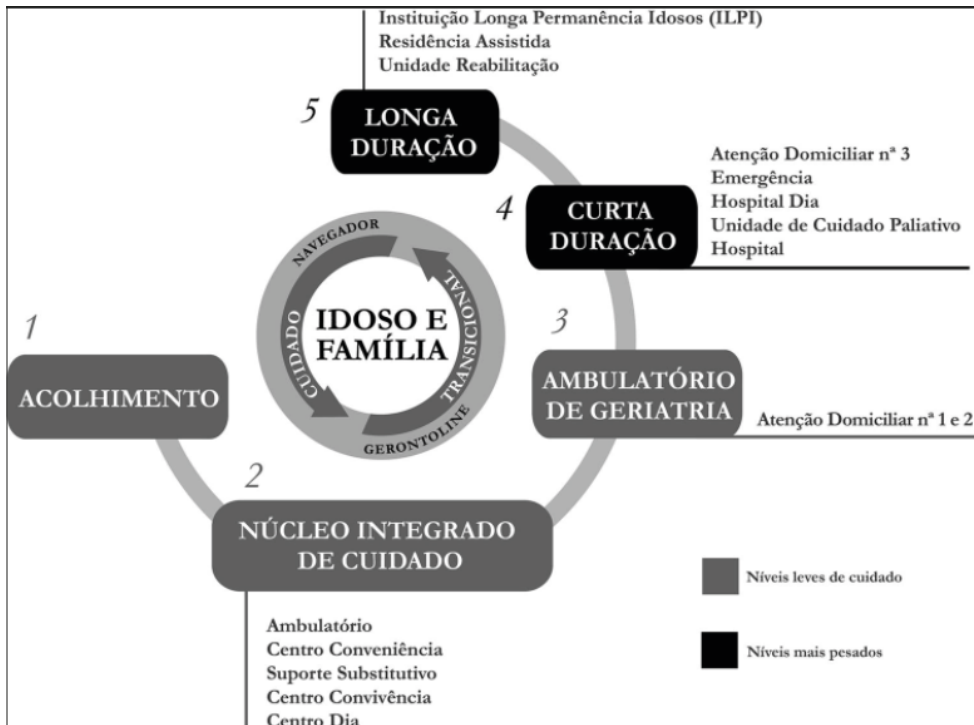 Instituição Longa Permanência Idosos (ILPI)
Residência Assistida
Unidade Reabilitação
5
LONGA
DURAÇÃO
4
CURTA
DURAÇÃO
Atenção Domiciliar nª 3
Emergência
Hospital Dia
Unidade de Cuidado Paliativo
Hospital
NAVEGADOR
CUIDADO
TRANSICIONAL
GERONTOLINE
IDOSO E
FAMÍLIA
1
ACOLHIMENTO
3
AMBULATÓRIO
DE GERIATRIA
Atenção Domiciliar nª 1 e 2
2
NÚCLEO INTEGRADO
DE CUIDADO
Ambulatório
Centro Conveniência
Suporte Substitutivo
Centro Convivência
Centro Dia
Níveis leves de cuidado
Níveis mais pesados